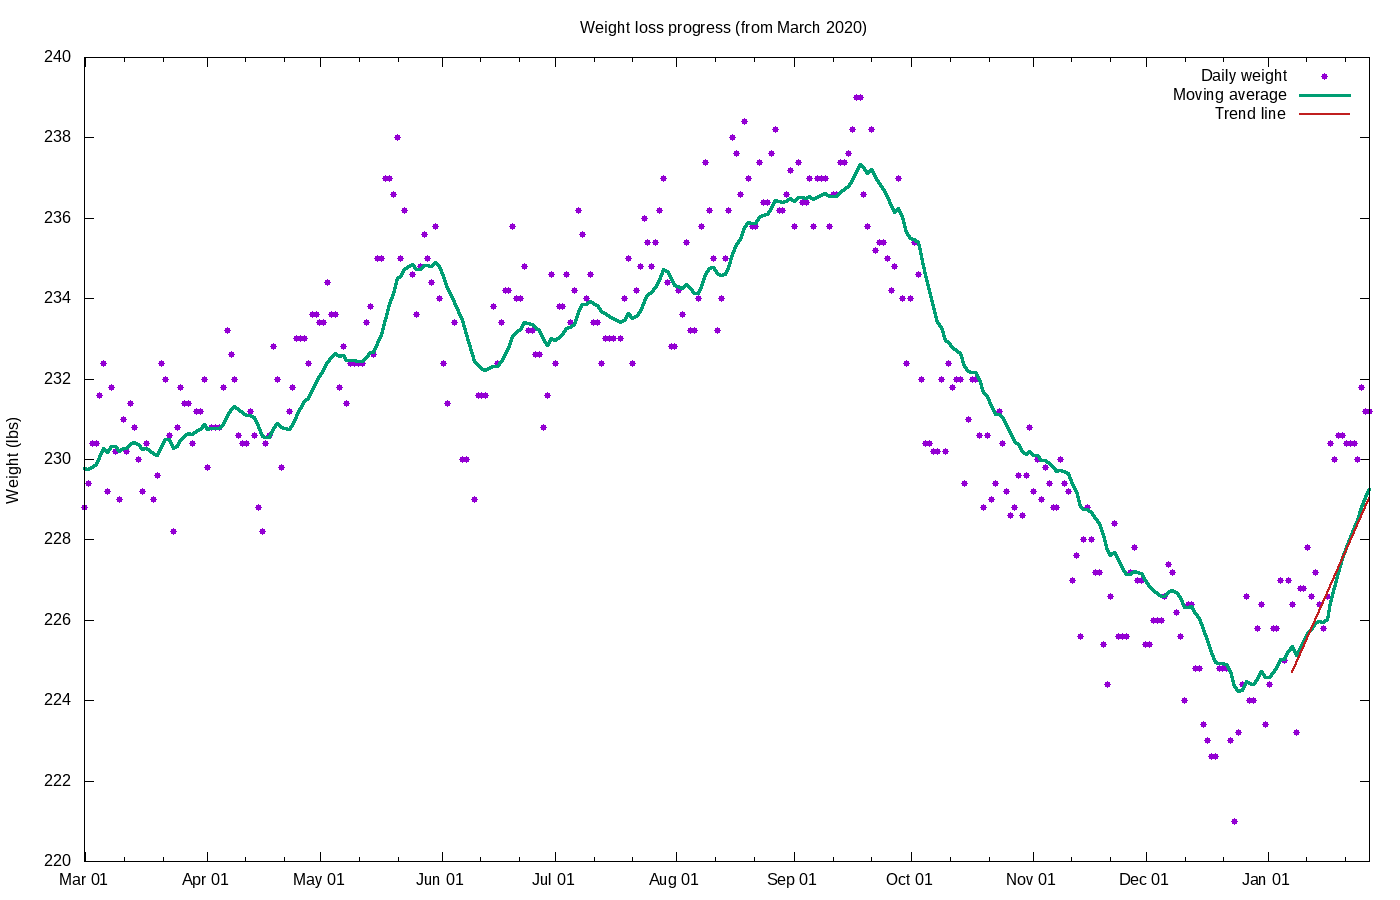 Weight loss progress (from March 2020)
Daily weight
Moving average
Trend line
Weight (lbs)
240
238
236
234
232
230
228
226
224
222
220
Mar 01 Apr 01 May 01 Jun 01 Jul 01 Aug 01 Sep 01 Oct 01 Nov 01 Dec 01 Jan 01